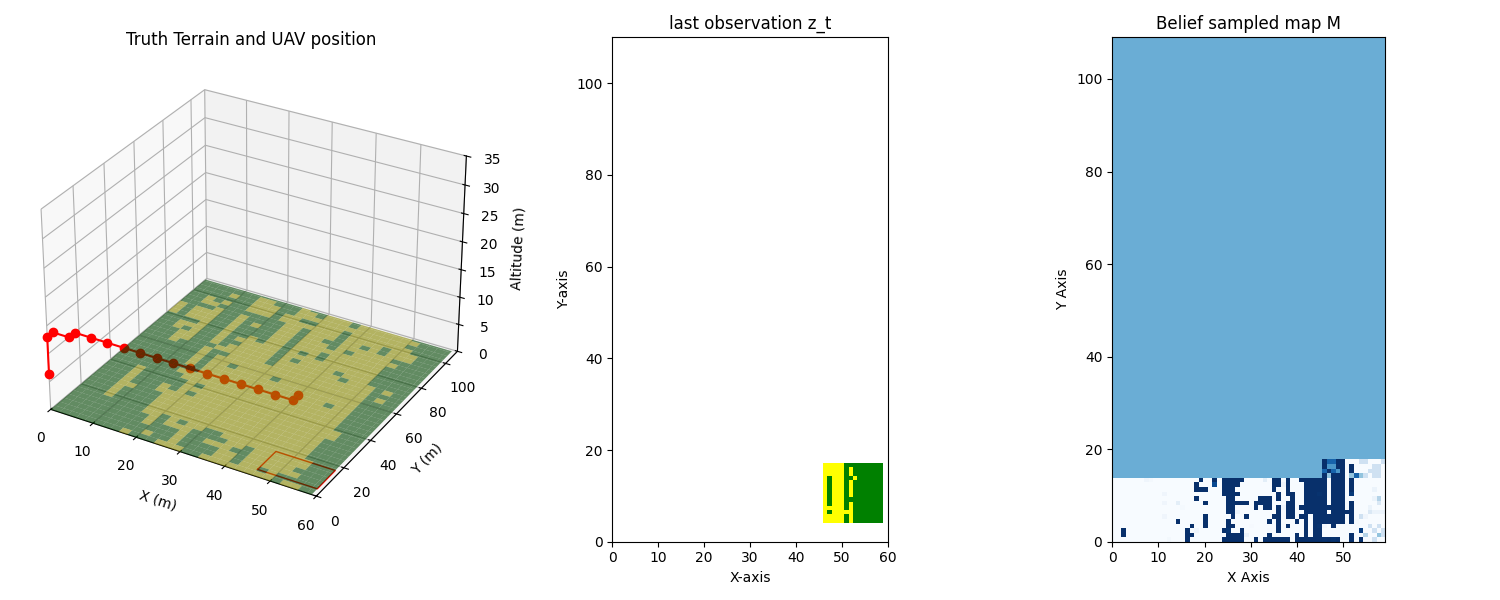 Truth Terrain and UAV position
35
30
25
20
15
10
5
0
Altitude (m)
0
10
20
30
40
50
60
X (m)
0
20
40
60
80
100
Y (m)
last observation z_t
100
80
60
40
20
0
Y-axis
0 10 20 30 40 50 60
X-axis
Belief sampled map M
100
80
60
40
20
0
Y Axis
0 10 20 30 40 50
X Axis